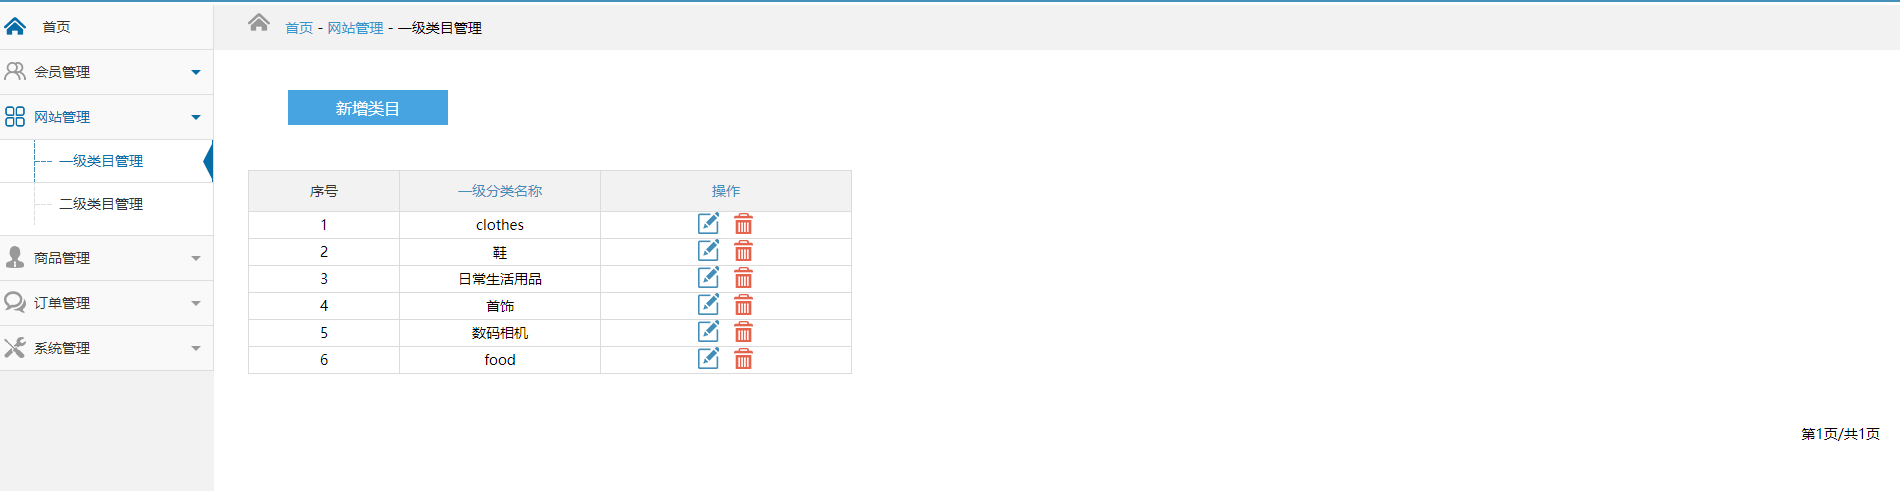 首页
会员管理
网站管理
一级类目管理
二级类目管理
商品管理
订单管理
系统管理
首页 - 网站管理 - 一级类目管理
新增类目
序号 一级分类名称 操作
1 clothes
2 鞋
3 日常生活用品
4 首饰
5 数码相机
6 food
第1页/共1页